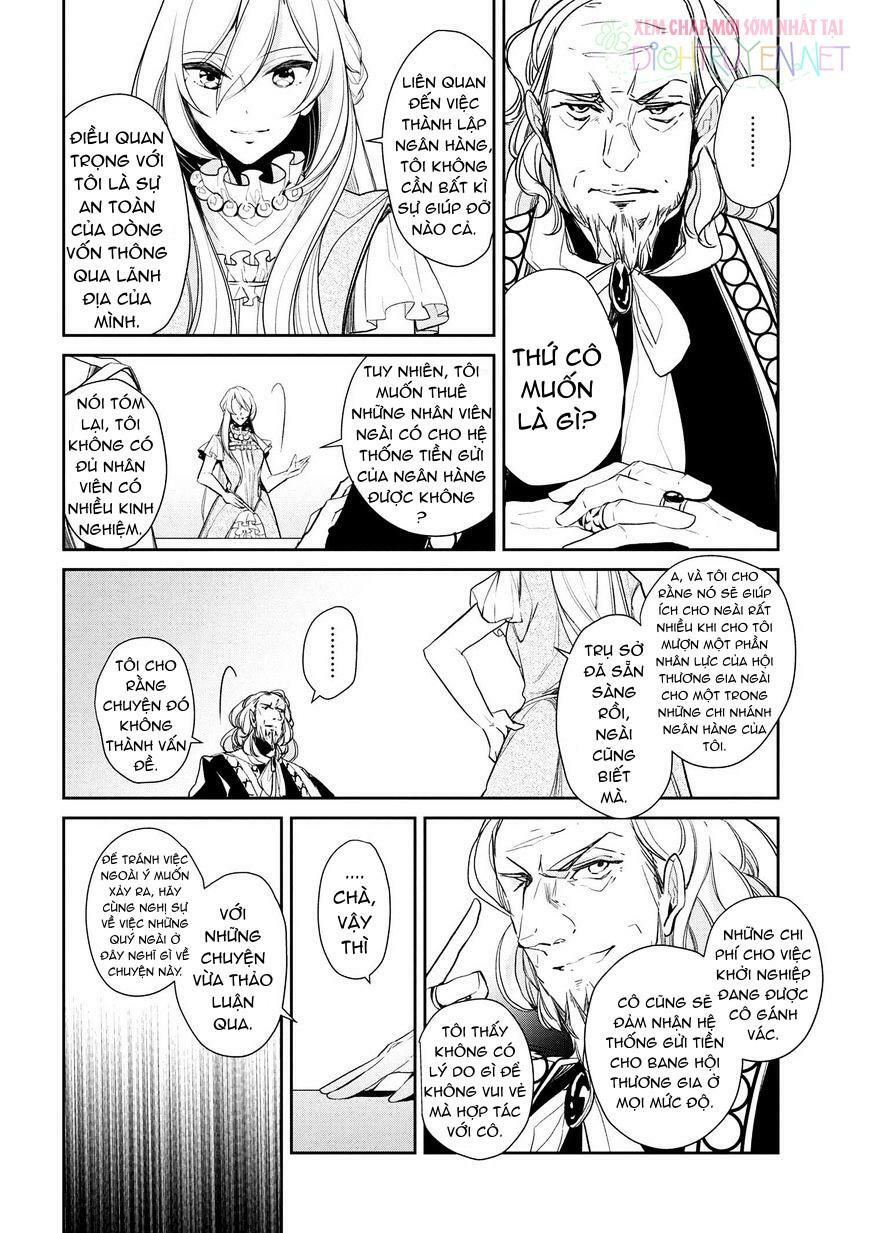 XEM CHAP MỚI SỚM NHẤT TẠI
DICHTRUYEN.NET
........
THỨ CÔ
MUỐN
LÀ GÌ?
LIÊN QUAN
ĐẾN VIỆC
THÀNH LẬP
NGÂN HÀNG,
TÔI KHÔNG
CẦN BẤT KÌ
SỰ GIÚP ĐỠ
NÀO CẢ.
ĐIỀU QUAN
TRỌNG VỚI
TÔI LÀ SỰ
AN TOÀN
CỦA DÒNG
VỐN THÔNG
QUA LÃNH
ĐỊA CỦA
MÌNH.
TUY NHIÊN, TÔI
MUỐN THUÊ
NHỮNG NHÂN VIÊN
NGÀI CÓ CHO HỆ
THỐNG TIỀN GỬI
CỦA NGÂN HÀNG
ĐƯỢC KHÔNG
?
NÓI TÓM
LẠI, TÔI
KHÔNG CÓ
ĐỦ NHÂN
VIÊN CÓ
NHIỀU KINH
NGHIỆM.
A, VÀ TÔI CHO
RẰNG NÓ SẼ GIÚP
ÍCH CHO NGÀI RẤT
NHIỀU KHI CHO TÔI
MƯỢN MỘT PHẦN
NHÂN LỰC CỦA HỘI
THƯƠNG GIA NGÀI
CHO MỘT TRONG
NHỮNG CHI NHÁNH
NGÂN HÀNG CỦA
TÔI.
TRỤ SỞ
ĐÃ SẴN
SÀNG RỒI,
NGÀI
CŨNG
BIẾT
MÀ.
........
TÔI CHO
RẰNG
CHUYỆN ĐÓ
KHÔNG
THÀNH VẤN
ĐỀ.
NHỮNG CHI
PHÍ CHO VIỆC
KHỞI NGHIỆP
ĐANG ĐƯỢC
CÔ GÁNH
VÁC.
CÔ CŨNG SẼ
ĐẢM NHÂN HỆ
THỐNG GỬI TIỀN
CHO BANG HỘI
THƯƠNG GIA Ở
MỌI MỨC ĐỘ.
TÔI THẤY
KHÔNG CÓ
LÝ DO GÌ ĐỂ
KHÔNG VUI VẺ
MÀ HỢP TÁC
VỚI CÔ.
....
CHÀ,
VẬY
THÌ
VỚI
NHỮNG
CHUYỆN
VỪA THẢO
LUẬN
QUA.
ĐỂ TRÁNH VIỆC
NGOÀI Ý MUỐN
XẢY RA, HÃY
CÙNG NGHỊ SỰ
VỀ VIỆC NHỮNG
QUÝ NGÀI Ở
ĐÂY NGHĨ GÌ VỀ
CHUYỆN NÀY.